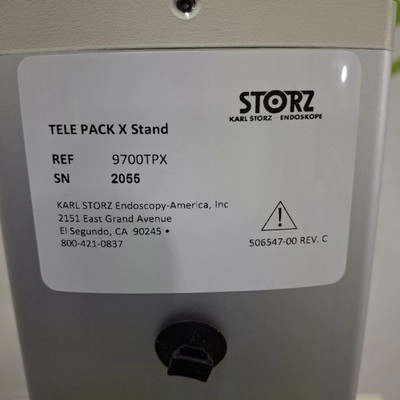 STORZ
KARL STORZ — ENDOSKOPE
TELE PACK X Stand
REF 9700TPX
SN 2055
KARL STORZ Endoscopy-America, Inc
2151 East Grand Avenue
El Segundo, CA 90245 •
800-421-0837
506547-00 REV. C